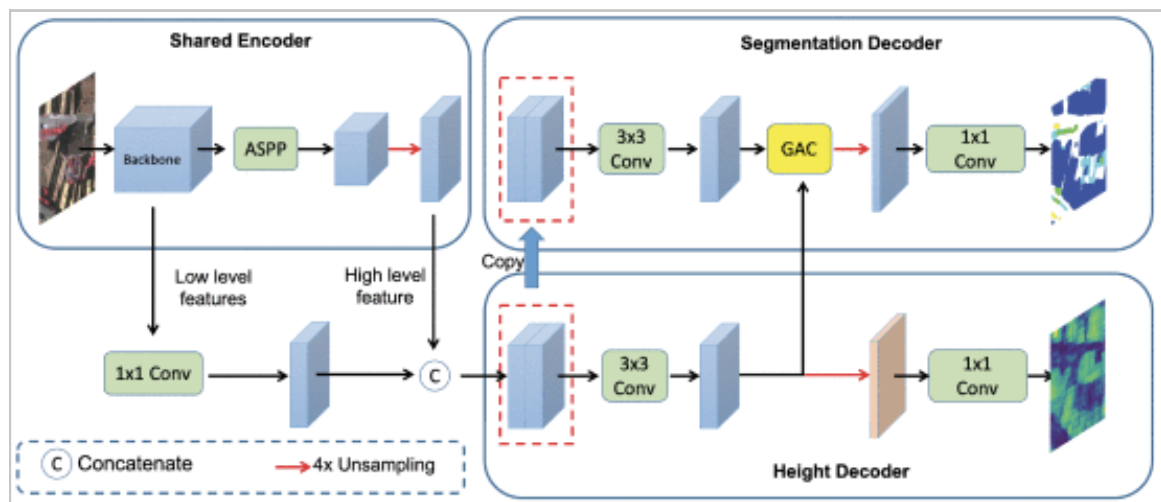 Shared Encoder
Backbone
ASPP
Low level
features
High level
feature
1x1 Conv
C
C Concatenate
4x Unsampling
Segmentation Decoder
3x3
Conv
GAC
1x1
Conv
Copy
3x3
Conv
1x1
Conv
Height Decoder